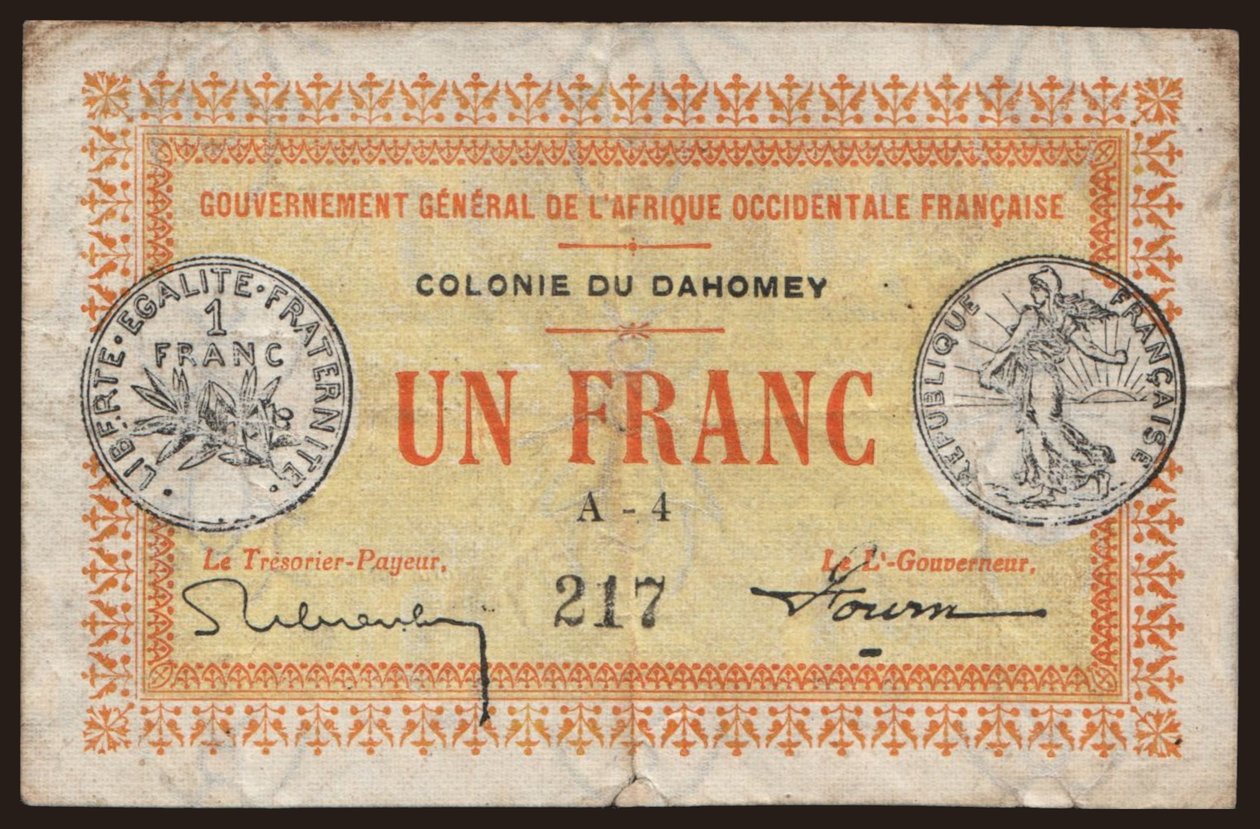 GOUVERNEMENT GÉNÉRAL DE L'AFRIQUE OCCIDENTALE FRANÇAISE
COLONIE DU DAHOMEY
LIBERTE · EGALITE · FRATERNITE ·
1
FRANC
REPUBLIQUE FRANÇAISE
UN FRANC
A - 4
Le Trésorier-Payeur,
Le Lt-Gouverneur,
217